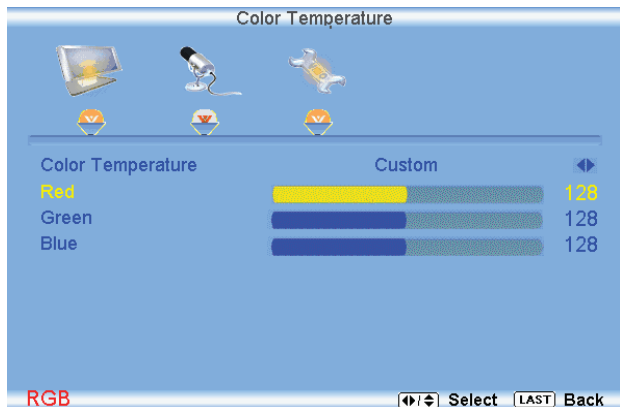 Color Temperature
Color Temperature Custom
Red 128
Green 128
Blue 128
RGB Select LAST Back